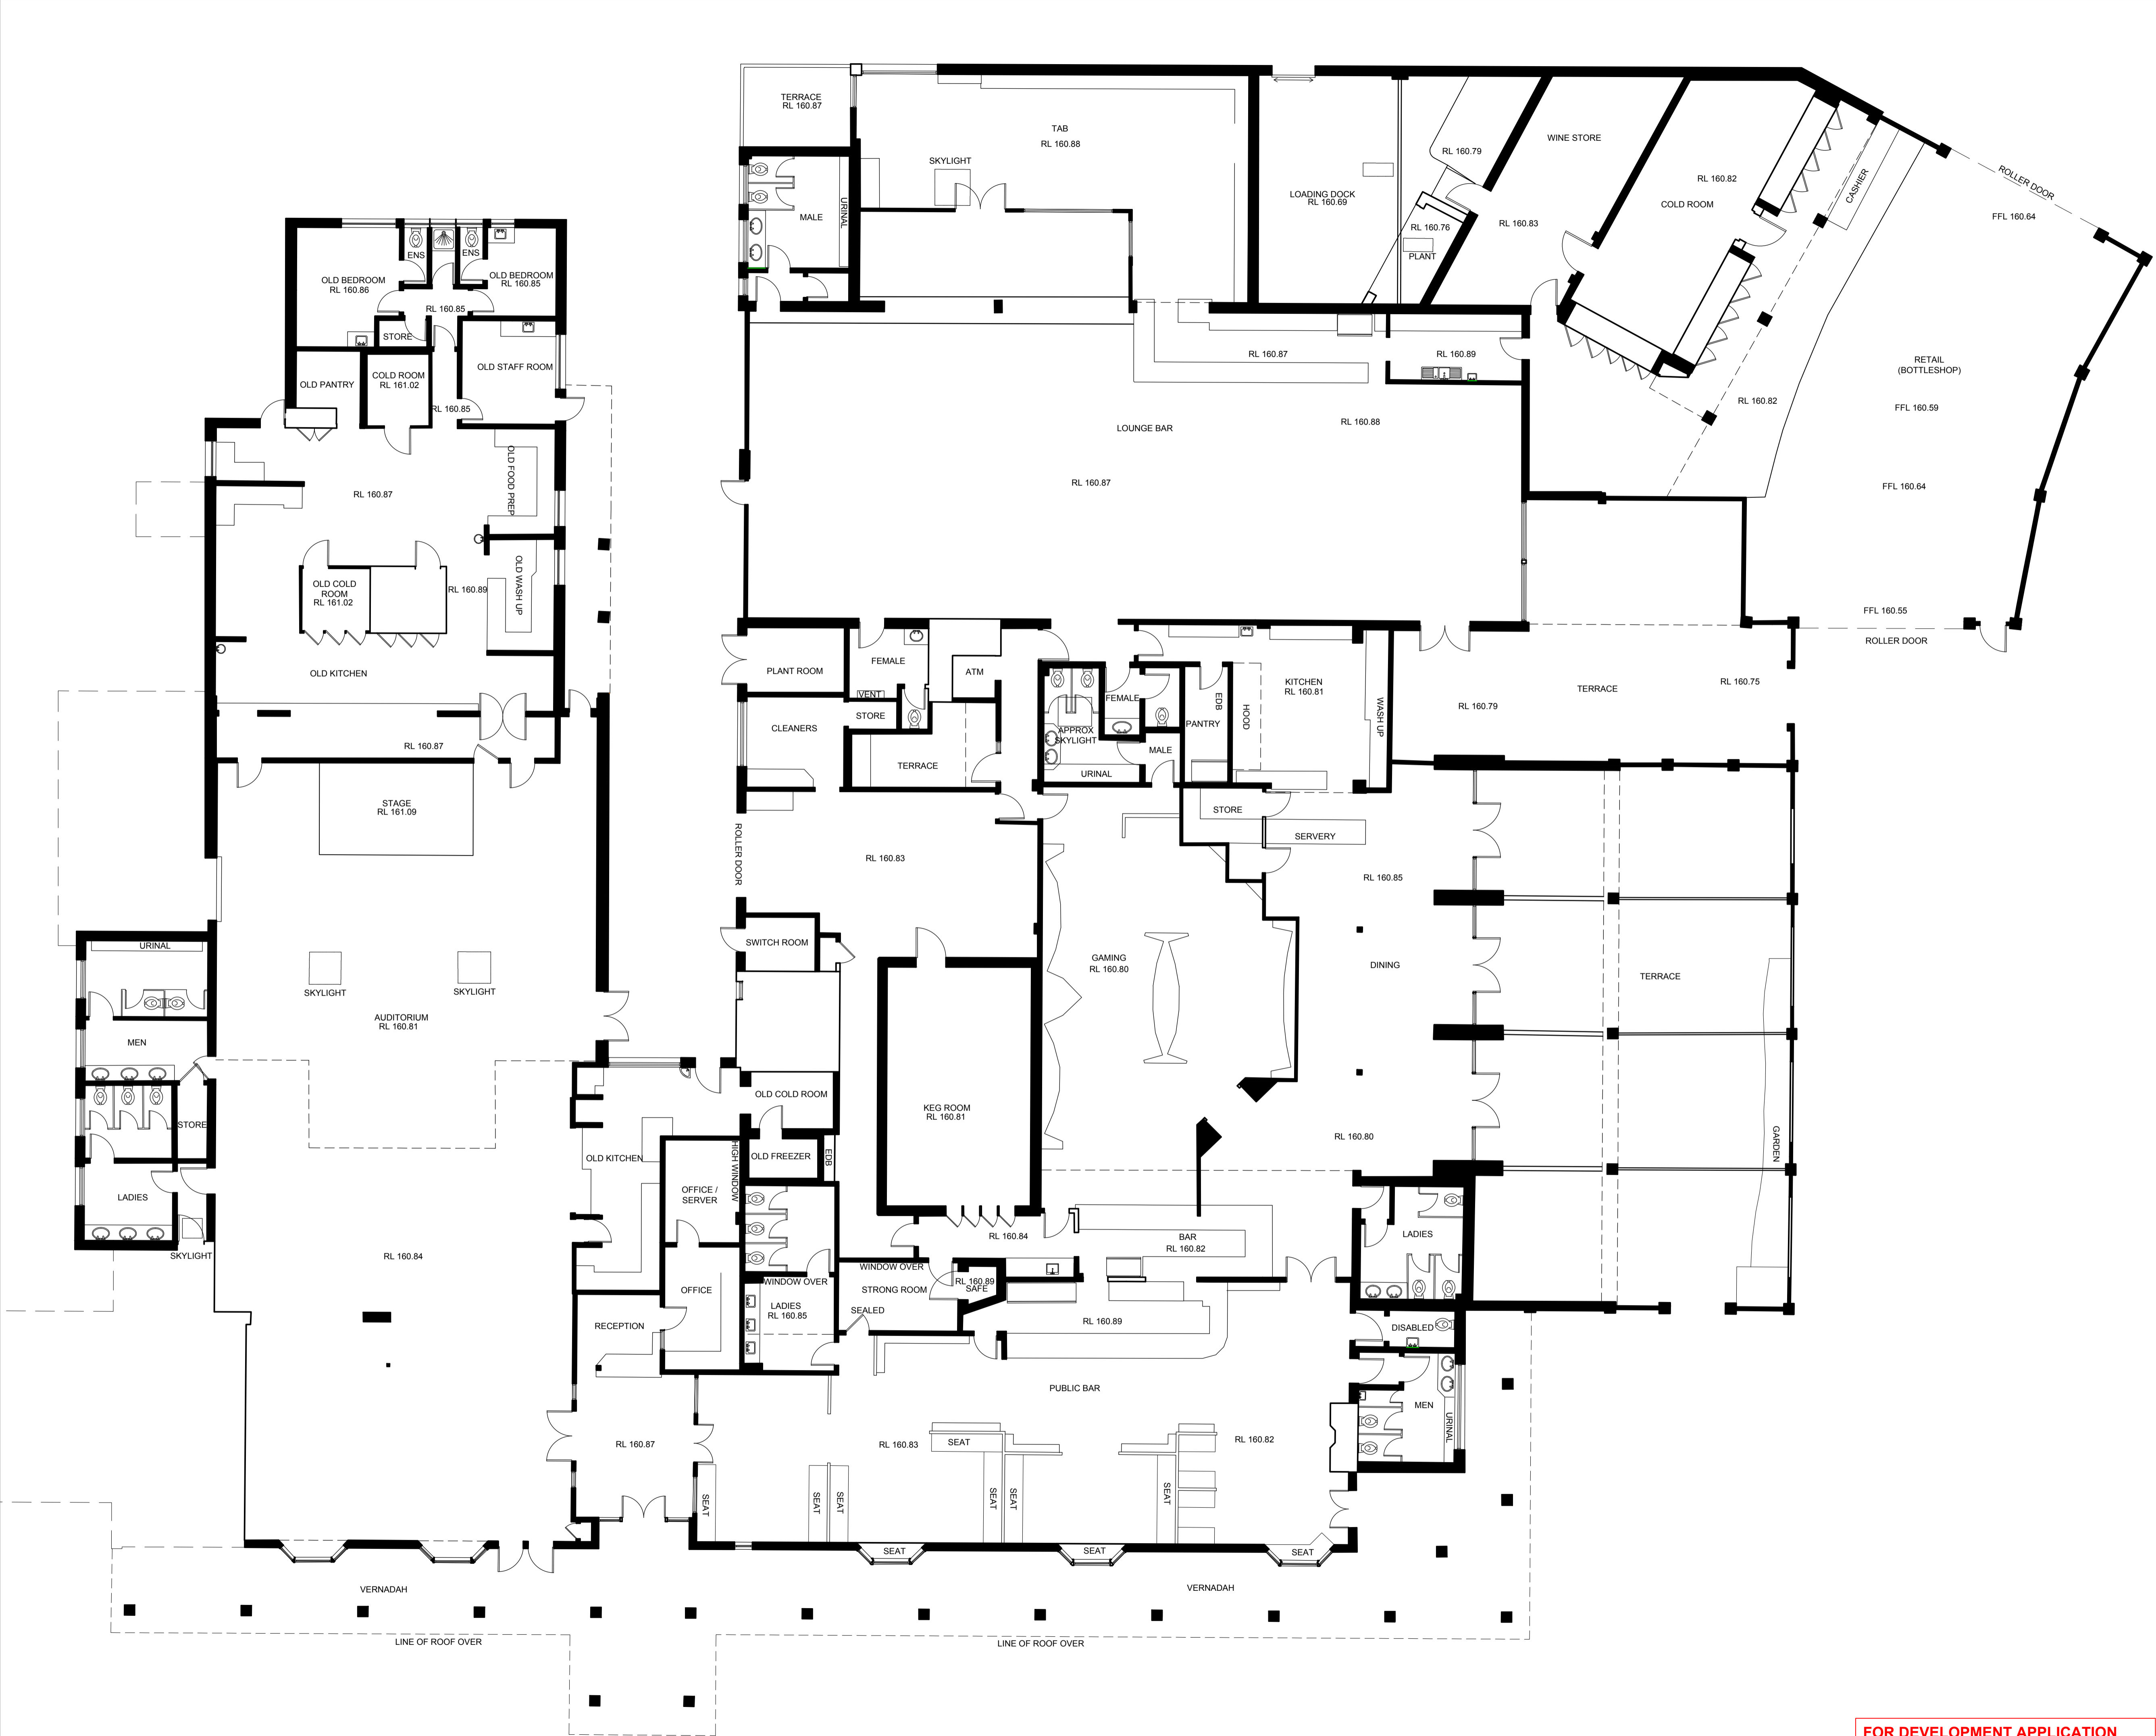 TERRACE
RL 160.87
TAB
RL 160.88
SKYLIGHT
MALE
URINAL
LOADING DOCK
RL 160.69
RL 160.79
RL 160.76
PLANT
WINE STORE
RL 160.83
RL 160.82
COLD ROOM
CASHIER
ROLLER DOOR
FFL 160.64
RETAIL
(BOTTLESHOP)
FFL 160.59
RL 160.82
FFL 160.64
FFL 160.55
ROLLER DOOR
OLD BEDROOM
RL 160.86
ENS
ENS
OLD BEDROOM
RL 160.85
RL 160.85
STORE
OLD PANTRY
COLD ROOM
RL 161.02
OLD STAFF ROOM
RL 160.85
RL 160.87
OLD FOOD PREP
OLD COLD
ROOM
RL 161.02
RL 160.89
OLD WASH UP
OLD KITCHEN
RL 160.87
RL 160.87
RL 160.89
RL 160.88
LOUNGE BAR
RL 160.87
PLANT ROOM
FEMALE
VENT
STORE
ATM
CLEANERS
TERRACE
FEMALE
APPROX
SKYLIGHT
MALE
URINAL
PANTRY
EDB
HOOD
KITCHEN
RL 160.81
WASH UP
TERRACE
RL 160.75
RL 160.79
STAGE
RL 161.09
ROLLER DOOR
RL 160.83
STORE
SERVERY
RL 160.85
SWITCH ROOM
GAMING
RL 160.80
DINING
TERRACE
URINAL
SKYLIGHT
SKYLIGHT
AUDITORIUM
RL 160.81
MEN
STORE
LADIES
SKYLIGHT
RL 160.84
OLD COLD ROOM
KEG ROOM
RL 160.81
OLD KITCHEN
HIGH WINDOW
OLD FREEZER
EDB
RL 160.80
GARDEN
OFFICE /
SERVER
OFFICE
RECEPTION
WINDOW OVER
LADIES
RL 160.85
WINDOW OVER
STRONG ROOM
SEALED
RL 160.89
SAFE
RL 160.84
BAR
RL 160.82
RL 160.89
LADIES
DISABLED
MEN
URINAL
PUBLIC BAR
RL 160.87
RL 160.83
SEAT
RL 160.82
SEAT
SEAT
SEAT
SEAT
SEAT
SEAT
SEAT
SEAT
SEAT
VERNADAH
VERNADAH
LINE OF ROOF OVER
LINE OF ROOF OVER
FOR DEVELOPMENT APPLICATION